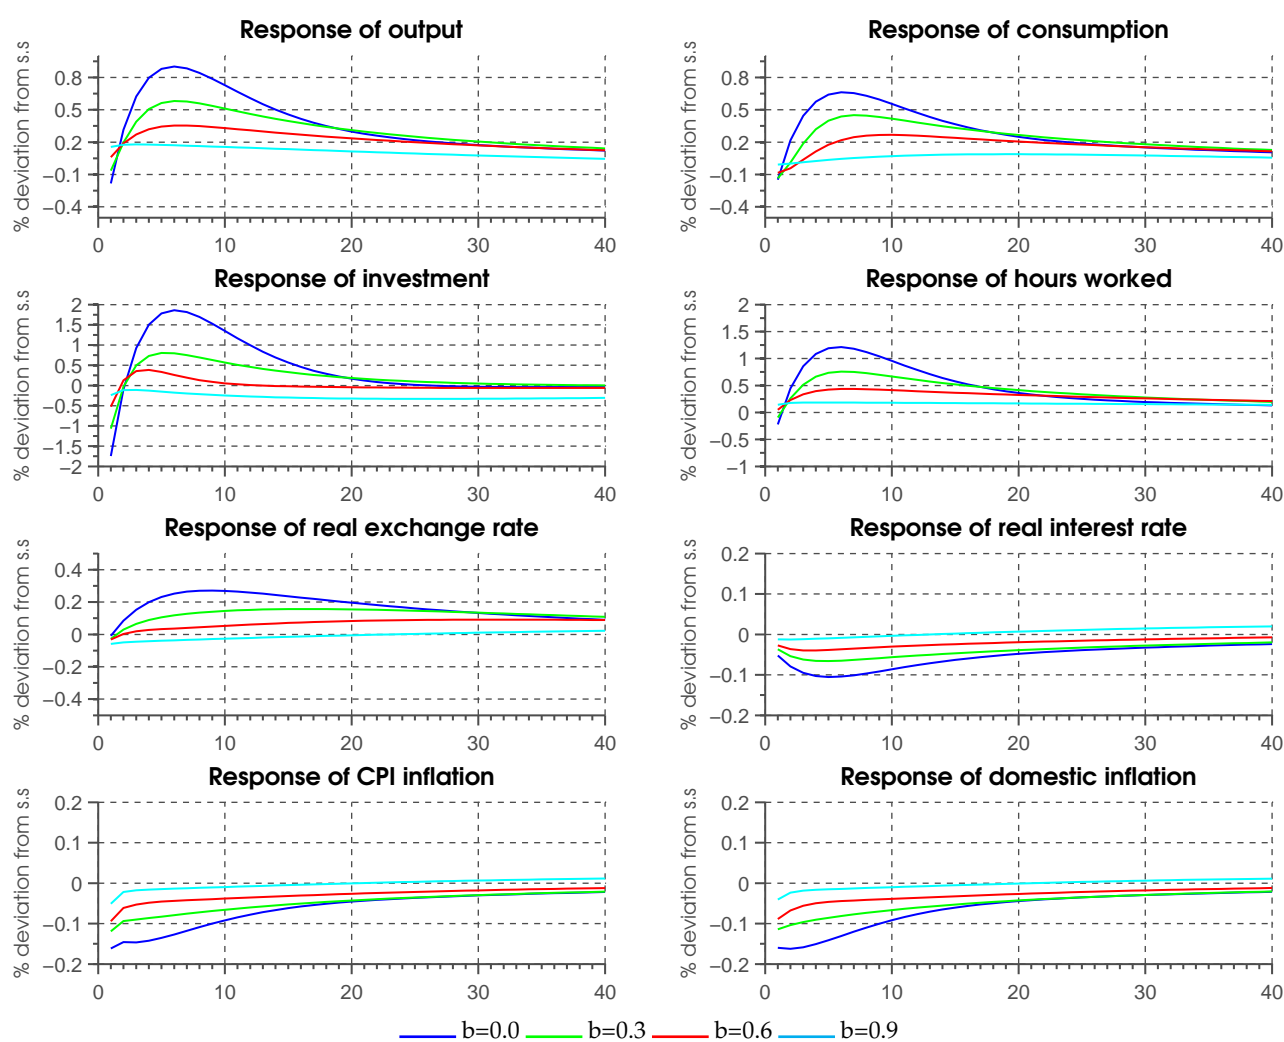 Response of output
% deviation from s.s
0.8
0.5
0.2
−0.1
−0.4
0 10 20 30 40
Response of consumption
% deviation from s.s
0.8
0.5
0.2
−0.1
−0.4
0 10 20 30 40
Response of investment
% deviation from s.s
2
1.5
1
0.5
0
−0.5
−1
−1.5
−2
0 10 20 30 40
Response of hours worked
% deviation from s.s
2
1.5
1
0.5
0
−0.5
−1
0 10 20 30 40
Response of real exchange rate
% deviation from s.s
0.4
0.2
0
−0.2
−0.4
0 10 20 30 40
Response of real interest rate
% deviation from s.s
0.2
0.1
0
−0.1
−0.2
0 10 20 30 40
Response of CPI inflation
% deviation from s.s
0.2
0.1
0
−0.1
−0.2
0 10 20 30 40
Response of domestic inflation
% deviation from s.s
0.2
0.1
0
−0.1
−0.2
0 10 20 30 40
b=0.0 b=0.3 b=0.6 b=0.9